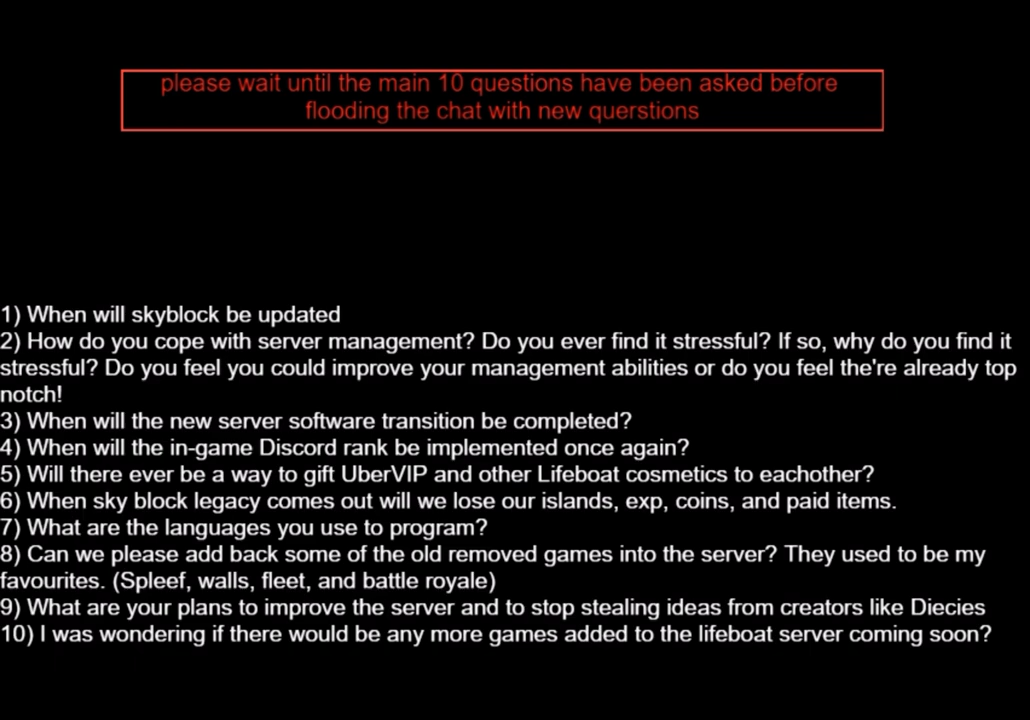 please wait until the main 10 questions have been asked before
flooding the chat with new querstions
1) When will skyblock be updated
2) How do you cope with server management? Do you ever find it stressful? If so, why do you find it
stressful? Do you feel you could improve your management abilities or do you feel the're already top
notch!
3) When will the new server software transition be completed?
4) When will the in-game Discord rank be implemented once again?
5) Will there ever be a way to gift UberVIP and other Lifeboat cosmetics to eachother?
6) When sky block legacy comes out will we lose our islands, exp, coins, and paid items.
7) What are the languages you use to program?
8) Can we please add back some of the old removed games into the server? They used to be my
favourites. (Spleef, walls, fleet, and battle royale)
9) What are your plans to improve the server and to stop stealing ideas from creators like Diecies
10) I was wondering if there would be any more games added to the lifeboat server coming soon?